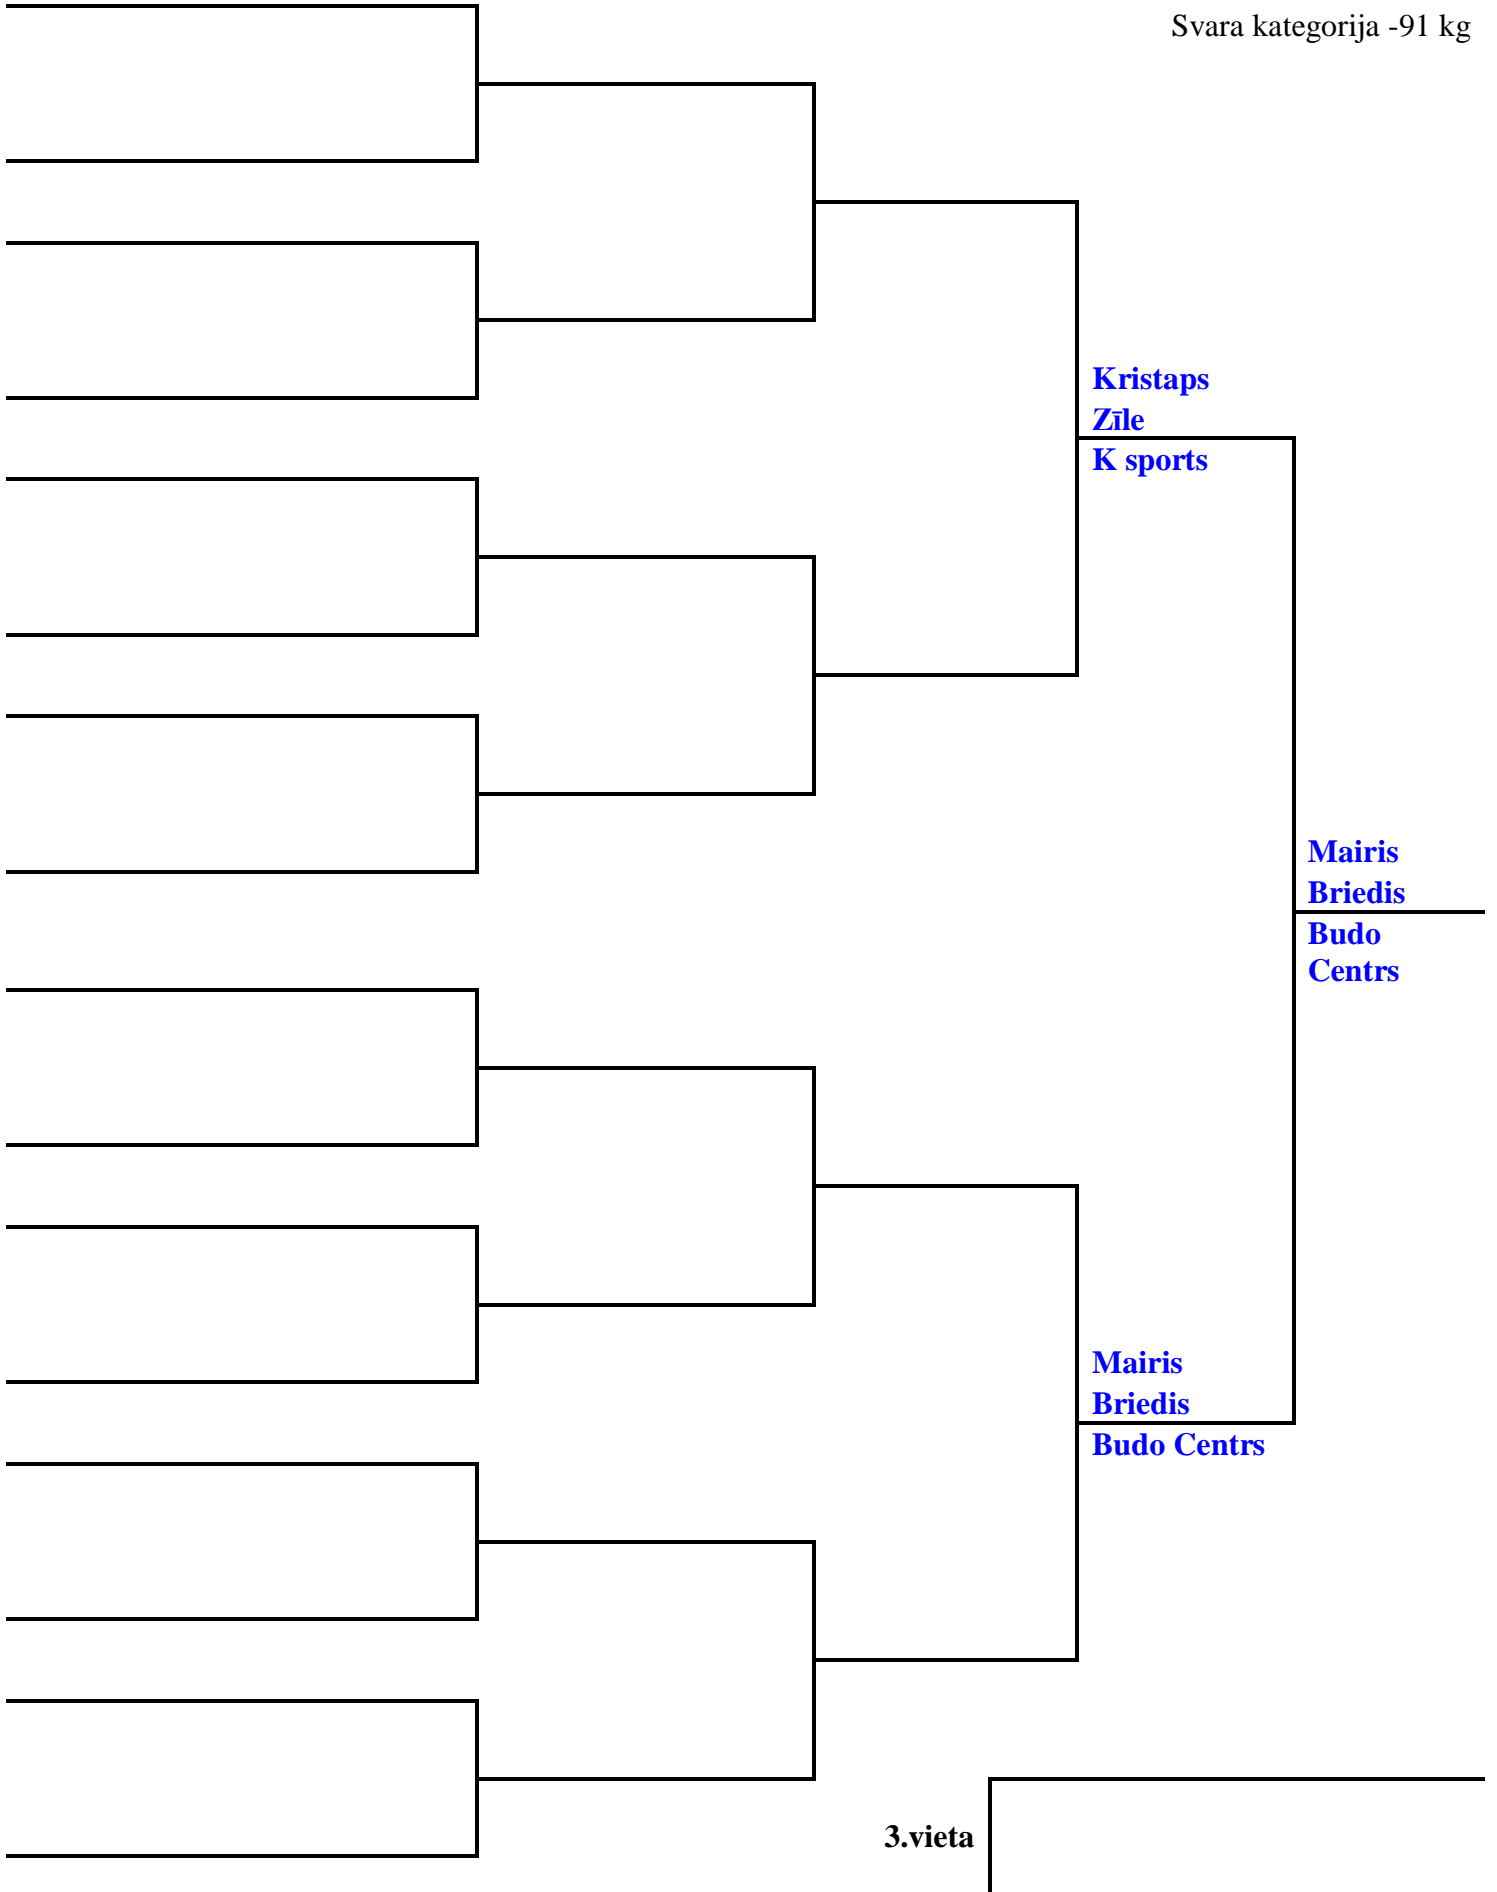 Svara kategorija -91 kg
Kristaps
Zīle
K sports
Mairis
Briedis
Budo
Centrs
Mairis
Briedis
Budo Centrs
3.vieta